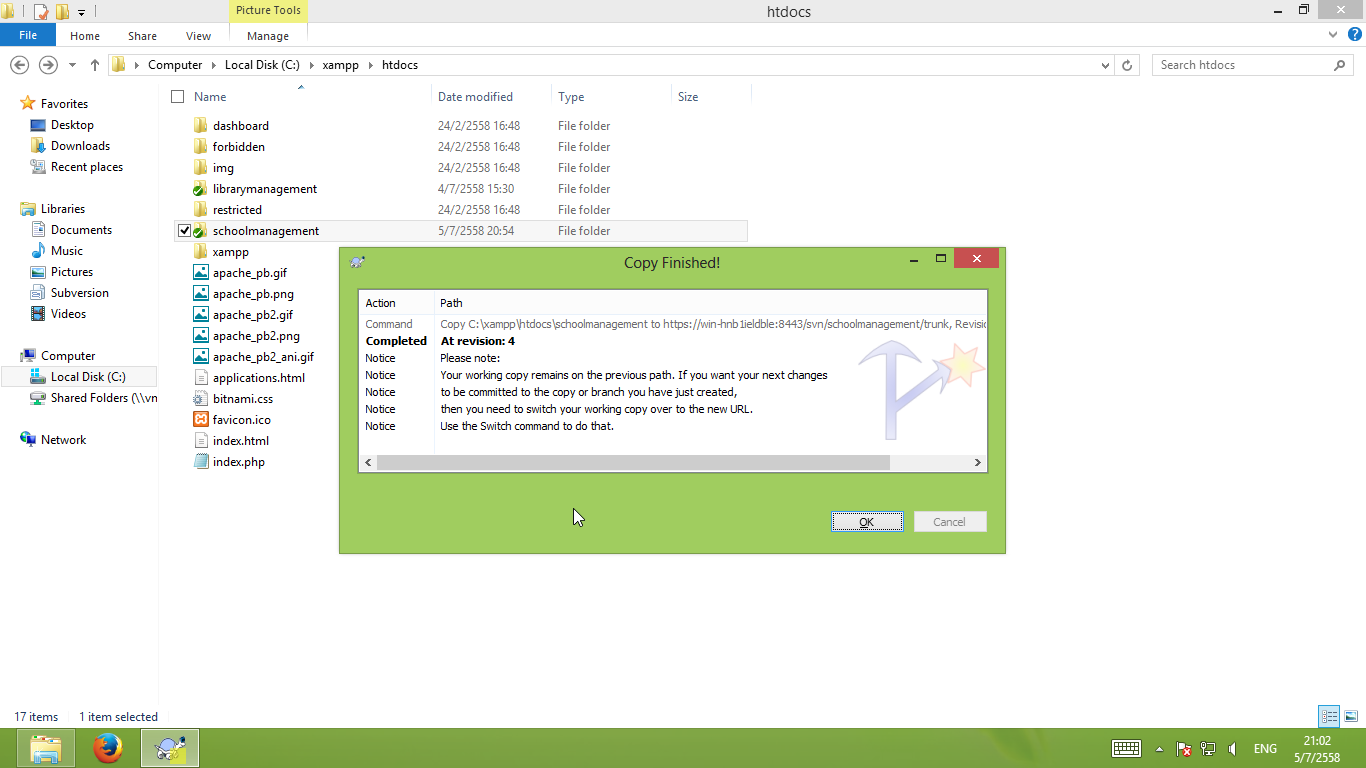 Picture Tools
htdocs
File
Home
Share
View
Manage
Computer
Local Disk (C:)
xampp
htdocs
Search htdocs
Name
Date modified
Type
Size
Favorites
Desktop
Downloads
Recent places
Libraries
Documents
Music
Pictures
Subversion
Videos
Computer
Local Disk (C:)
Shared Folders (\\vn
Network
dashboard 24/2/2558 16:48 File folder
forbidden 24/2/2558 16:48 File folder
img 24/2/2558 16:48 File folder
librarymanagement 4/7/2558 15:30 File folder
restricted 24/2/2558 16:48 File folder
schoolmanagement 5/7/2558 20:54 File folder
xampp
apache_pb.gif
apache_pb.png
apache_pb2.gif
apache_pb2.png
apache_pb2_ani.gif
applications.html
bitnami.css
favicon.ico
index.html
index.php
Copy Finished!
Action Path
Command Copy C:\xampp\htdocs\schoolmanagement to https://win-hnb1ieldble:8443/svn/schoolmanagement/trunk, Revisio
Completed At revision: 4
Notice Please note:
Notice Your working copy remains on the previous path. If you want your next changes
Notice to be committed to the copy or branch you have just created,
Notice then you need to switch your working copy over to the new URL.
Notice Use the Switch command to do that.
OK
Cancel
17 items
1 item selected
ENG
21:02
5/7/2558